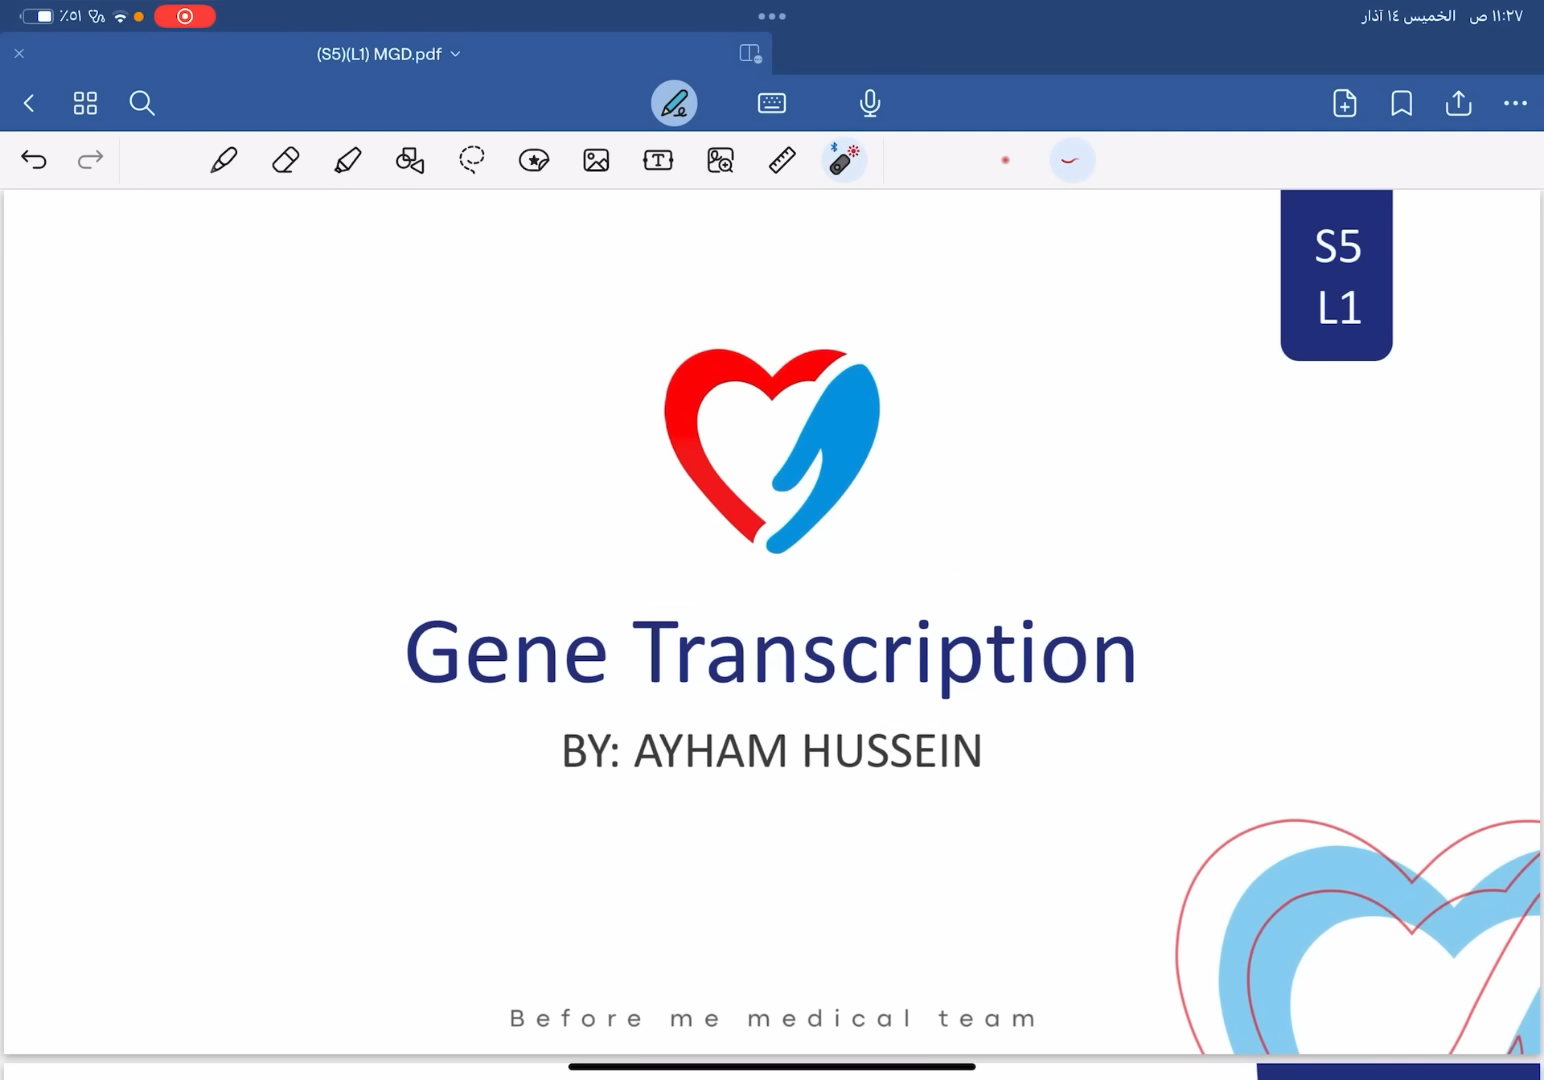 ٪٥١
١١:٢٧ ص الخميس ١٤ آذار
(S5)(L1) MGD.pdf
T
S5
L1
Gene Transcription
BY: AYHAM HUSSEIN
Before me medical team